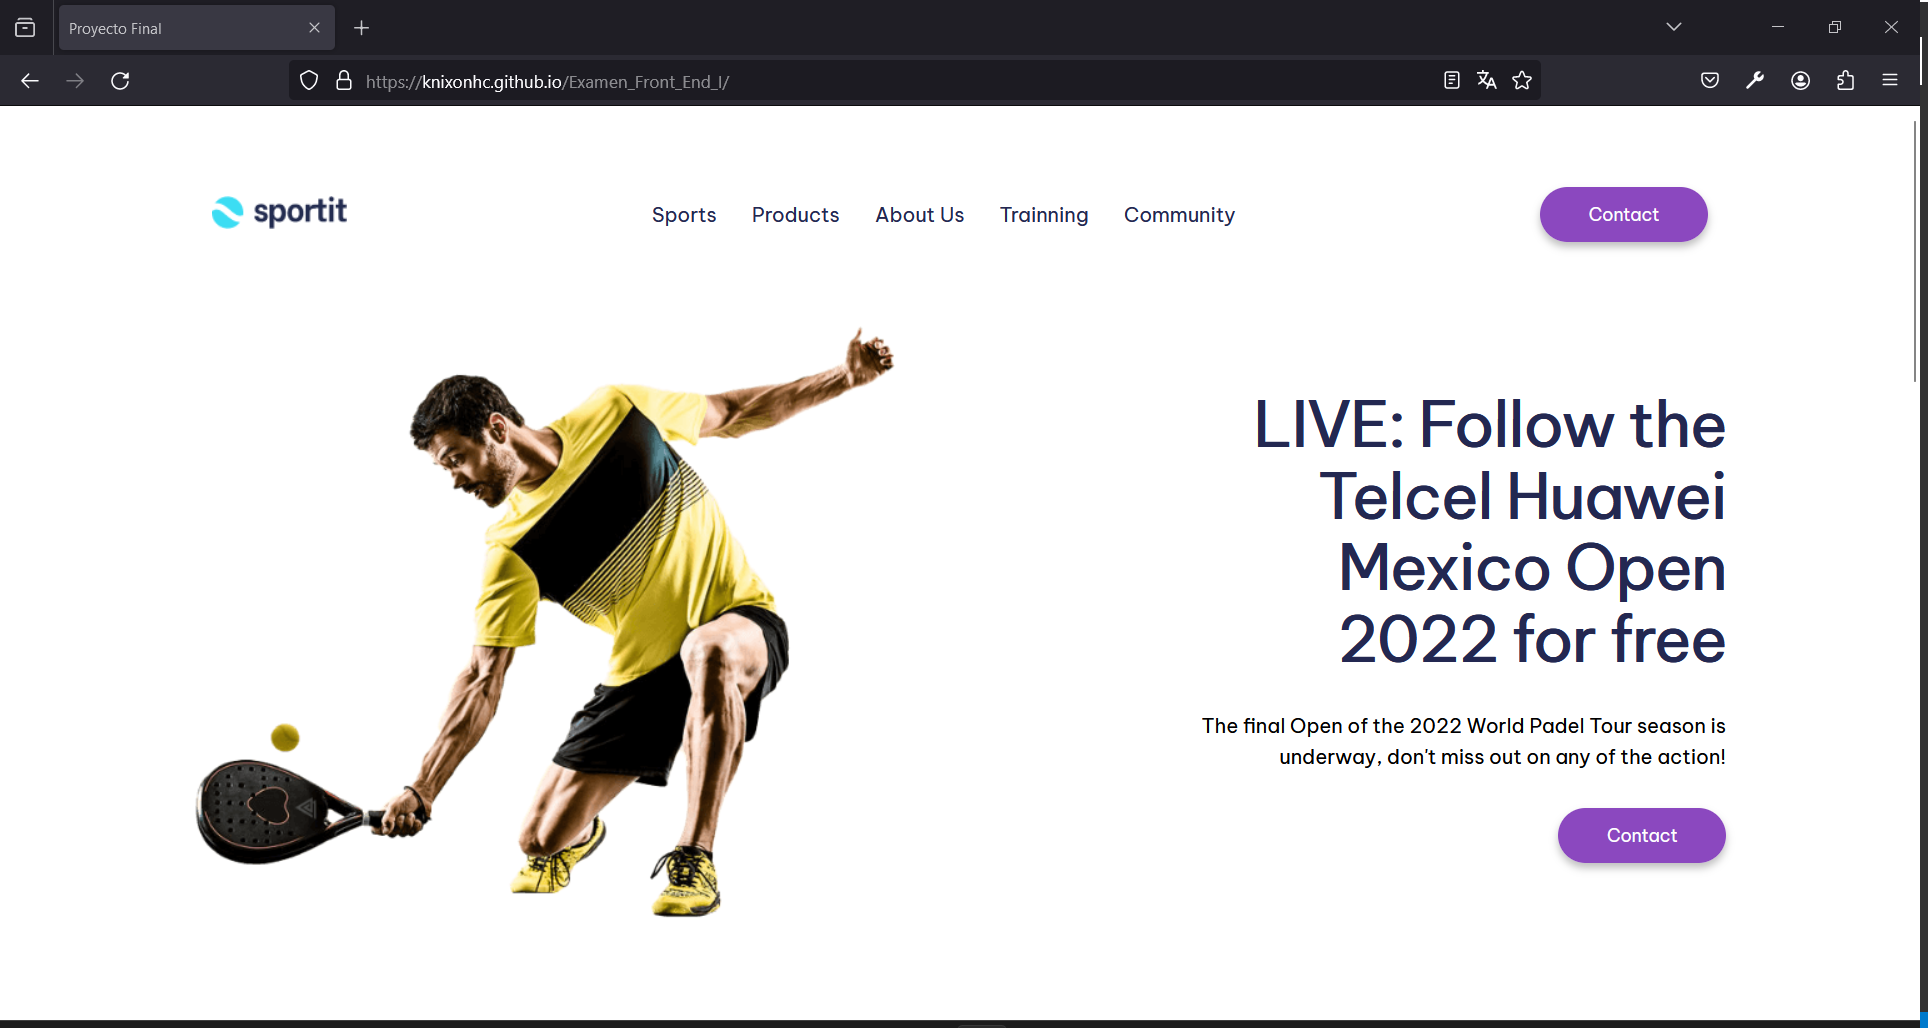 Proyecto Final
https://knixonhc.github.io/Examen_Front_End_I/
sportit
Sports
Products
About Us
Trainning
Community
Contact
LIVE: Follow the
Telcel Huawei
Mexico Open
2022 for free
The final Open of the 2022 World Padel Tour season is
underway, don't miss out on any of the action!
Contact